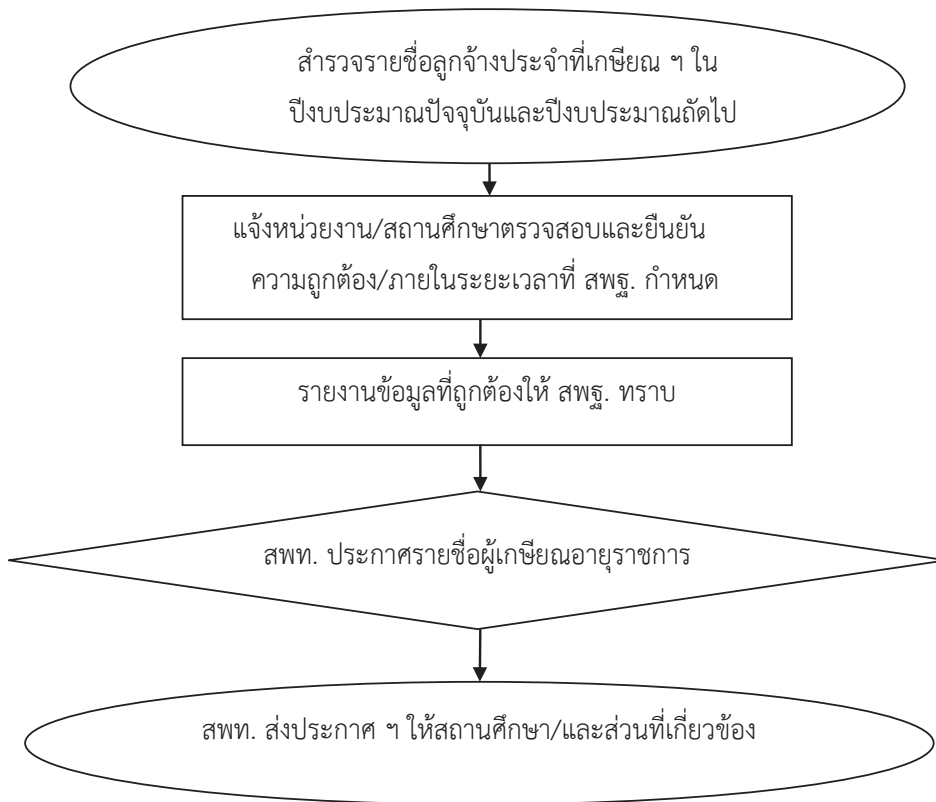 สำรวจรายชื่อลูกจ้างประจำที่เกษียณ ฯ ใน
ปีงบประมาณปัจจุบันและปีงบประมาณถัดไป
แจ้งหน่วยงาน/สถานศึกษาตรวจสอบและยืนยัน
ความถูกต้อง/ภายในระยะเวลาที่ สพฐ. กำหนด
รายงานข้อมูลที่ถูกต้องให้ สพฐ. ทราบ
สพท. ประกาศรายชื่อผู้เกษียณอายุราชการ
สพท. ส่งประกาศ ฯ ให้สถานศึกษา/และส่วนที่เกี่ยวข้อง